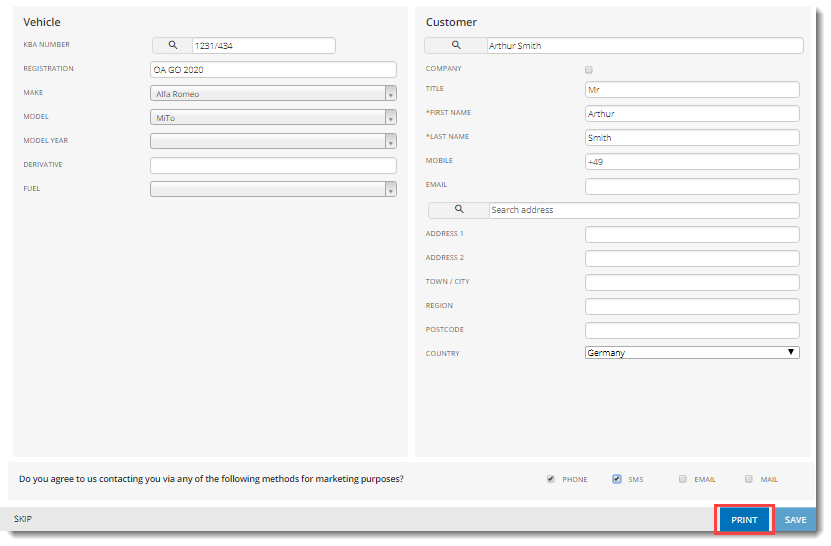 Vehicle
KBA NUMBER 1231/434
REGISTRATION OA GO 2020
MAKE Alfa Romeo
MODEL MiTo
MODEL YEAR
DERIVATIVE
FUEL
Customer
Arthur Smith
COMPANY
TITLE Mr
*FIRST NAME Arthur
*LAST NAME Smith
MOBILE +49
EMAIL
Search address
ADDRESS 1
ADDRESS 2
TOWN / CITY
REGION
POSTCODE
COUNTRY Germany
Do you agree to us contacting you via any of the following methods for marketing purposes? PHONE SMS EMAIL MAIL
SKIP PRINT SAVE